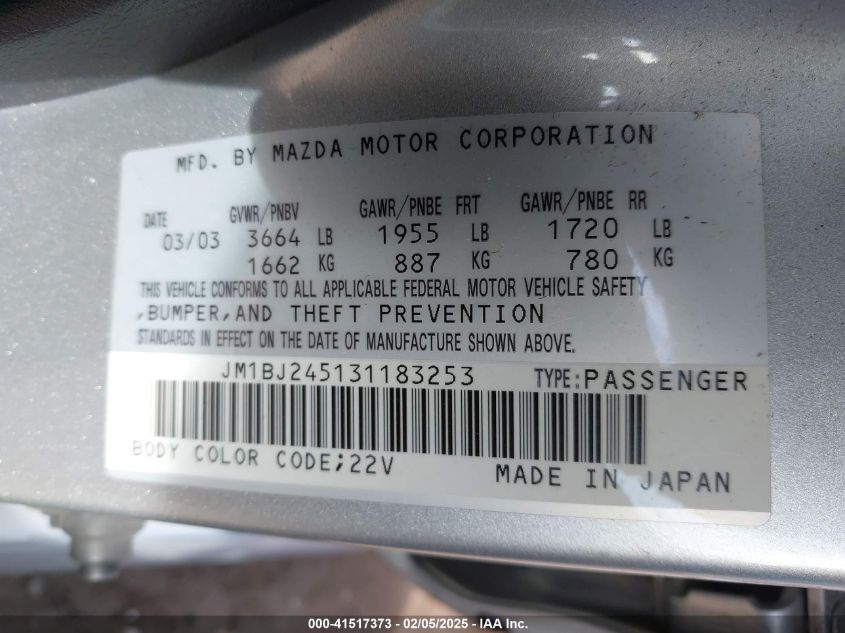 MFD. BY MAZDA MOTOR CORPORATION
DATE GVWR/PNBV GAWR/PNBE FRT GAWR/PNBE RR
03/03 3664 LB 1955 LB 1720 LB
1662 KG 887 KG 780 KG
THIS VEHICLE CONFORMS TO ALL APPLICABLE FEDERAL MOTOR VEHICLE SAFETY
,BUMPER,AND THEFT PREVENTION
STANDARDS IN EFFECT ON THE DATE OF MANUFACTURE SHOWN ABOVE.
JM1BJ245131183253 TYPE:PASSENGER
BODY COLOR CODE;22V MADE IN JAPAN
000-41517373 - 02/05/2025 - IAA Inc.